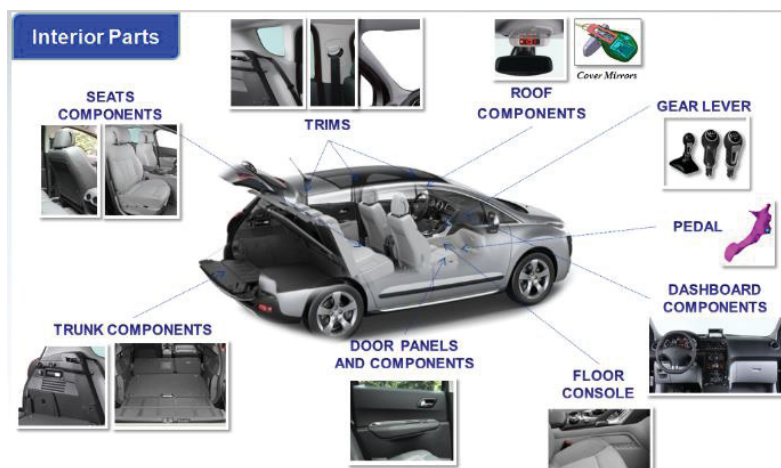 Interior Parts
SEATS
COMPONENTS
TRIMS
ROOF
COMPONENTS
Cover Mirrors
GEAR LEVER
PEDAL
DASHBOARD
COMPONENTS
TRUNK COMPONENTS
DOOR PANELS
AND COMPONENTS
FLOOR
CONSOLE